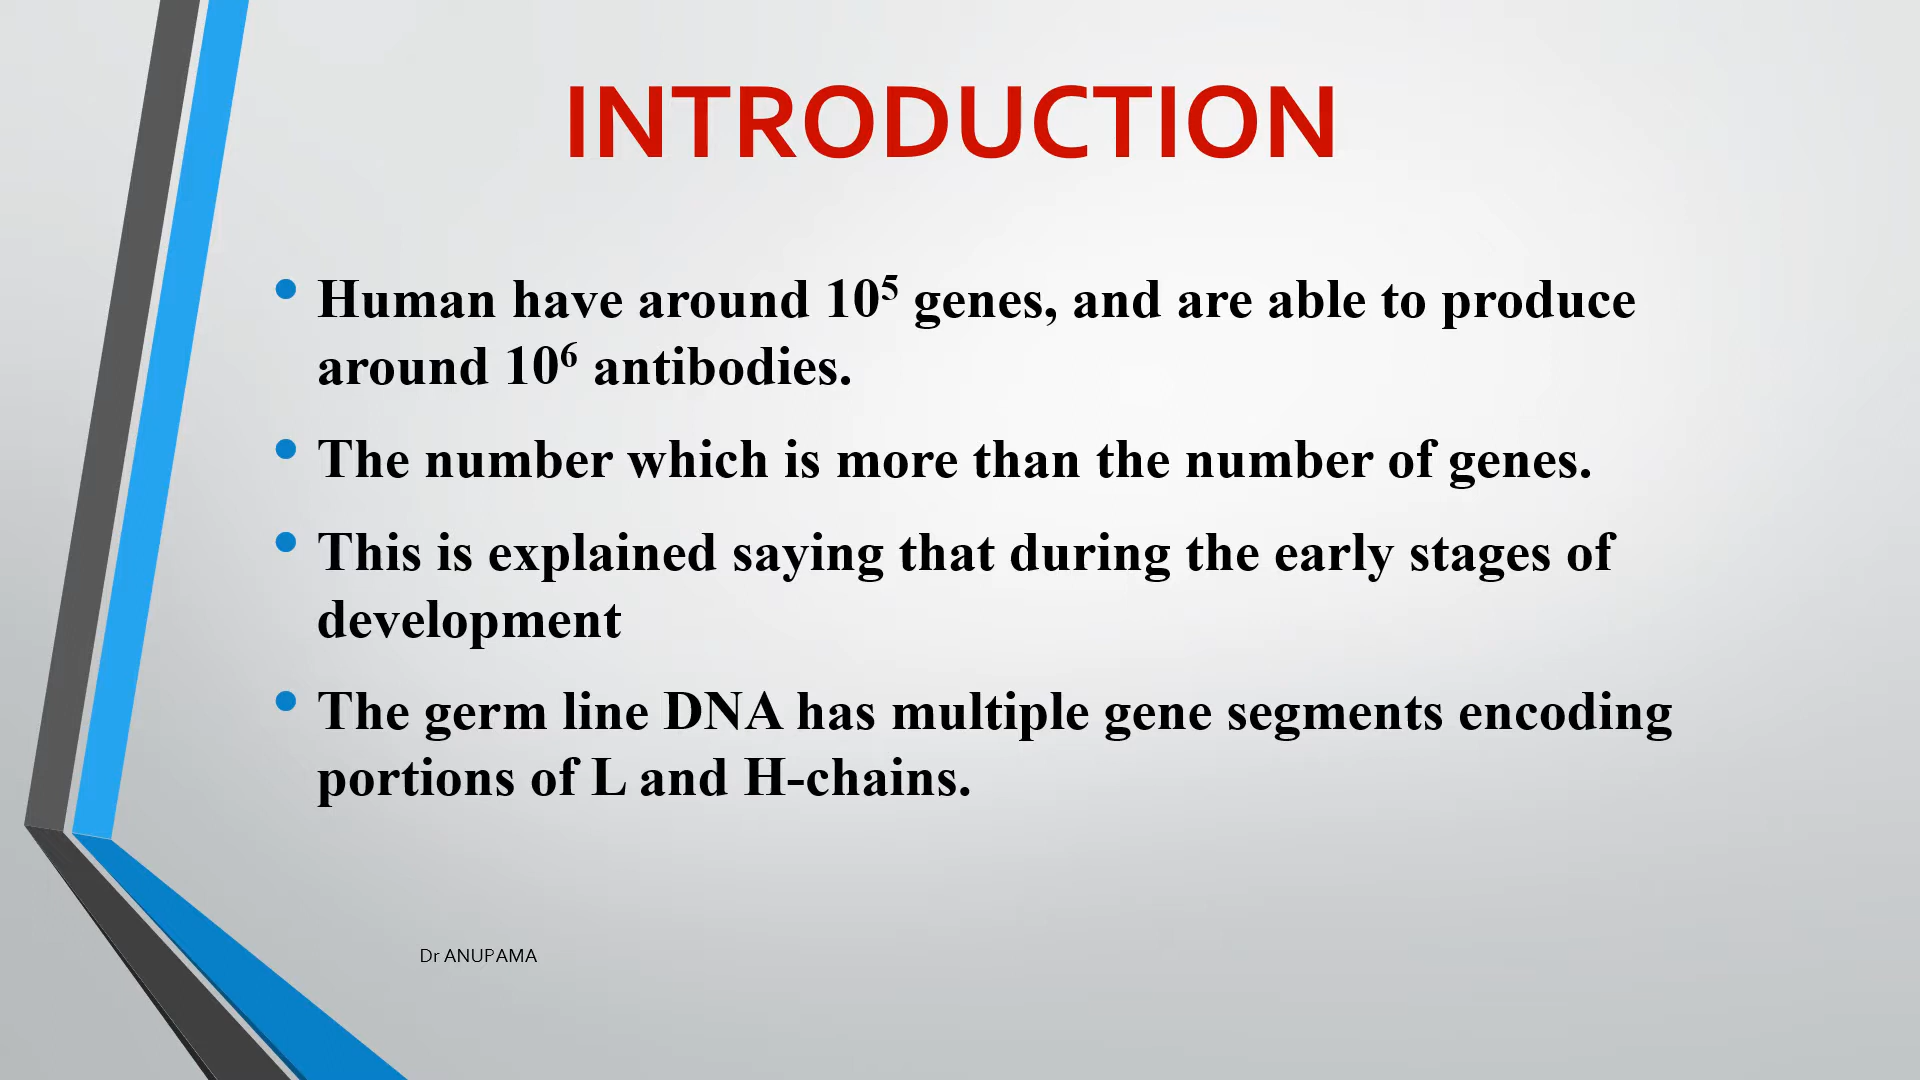 INTRODUCTION
• Human have around 10⁵ genes, and are able to produce
around 10⁶ antibodies.
• The number which is more than the number of genes.
• This is explained saying that during the early stages of
development
• The germ line DNA has multiple gene segments encoding
portions of L and H-chains.
Dr ANUPAMA